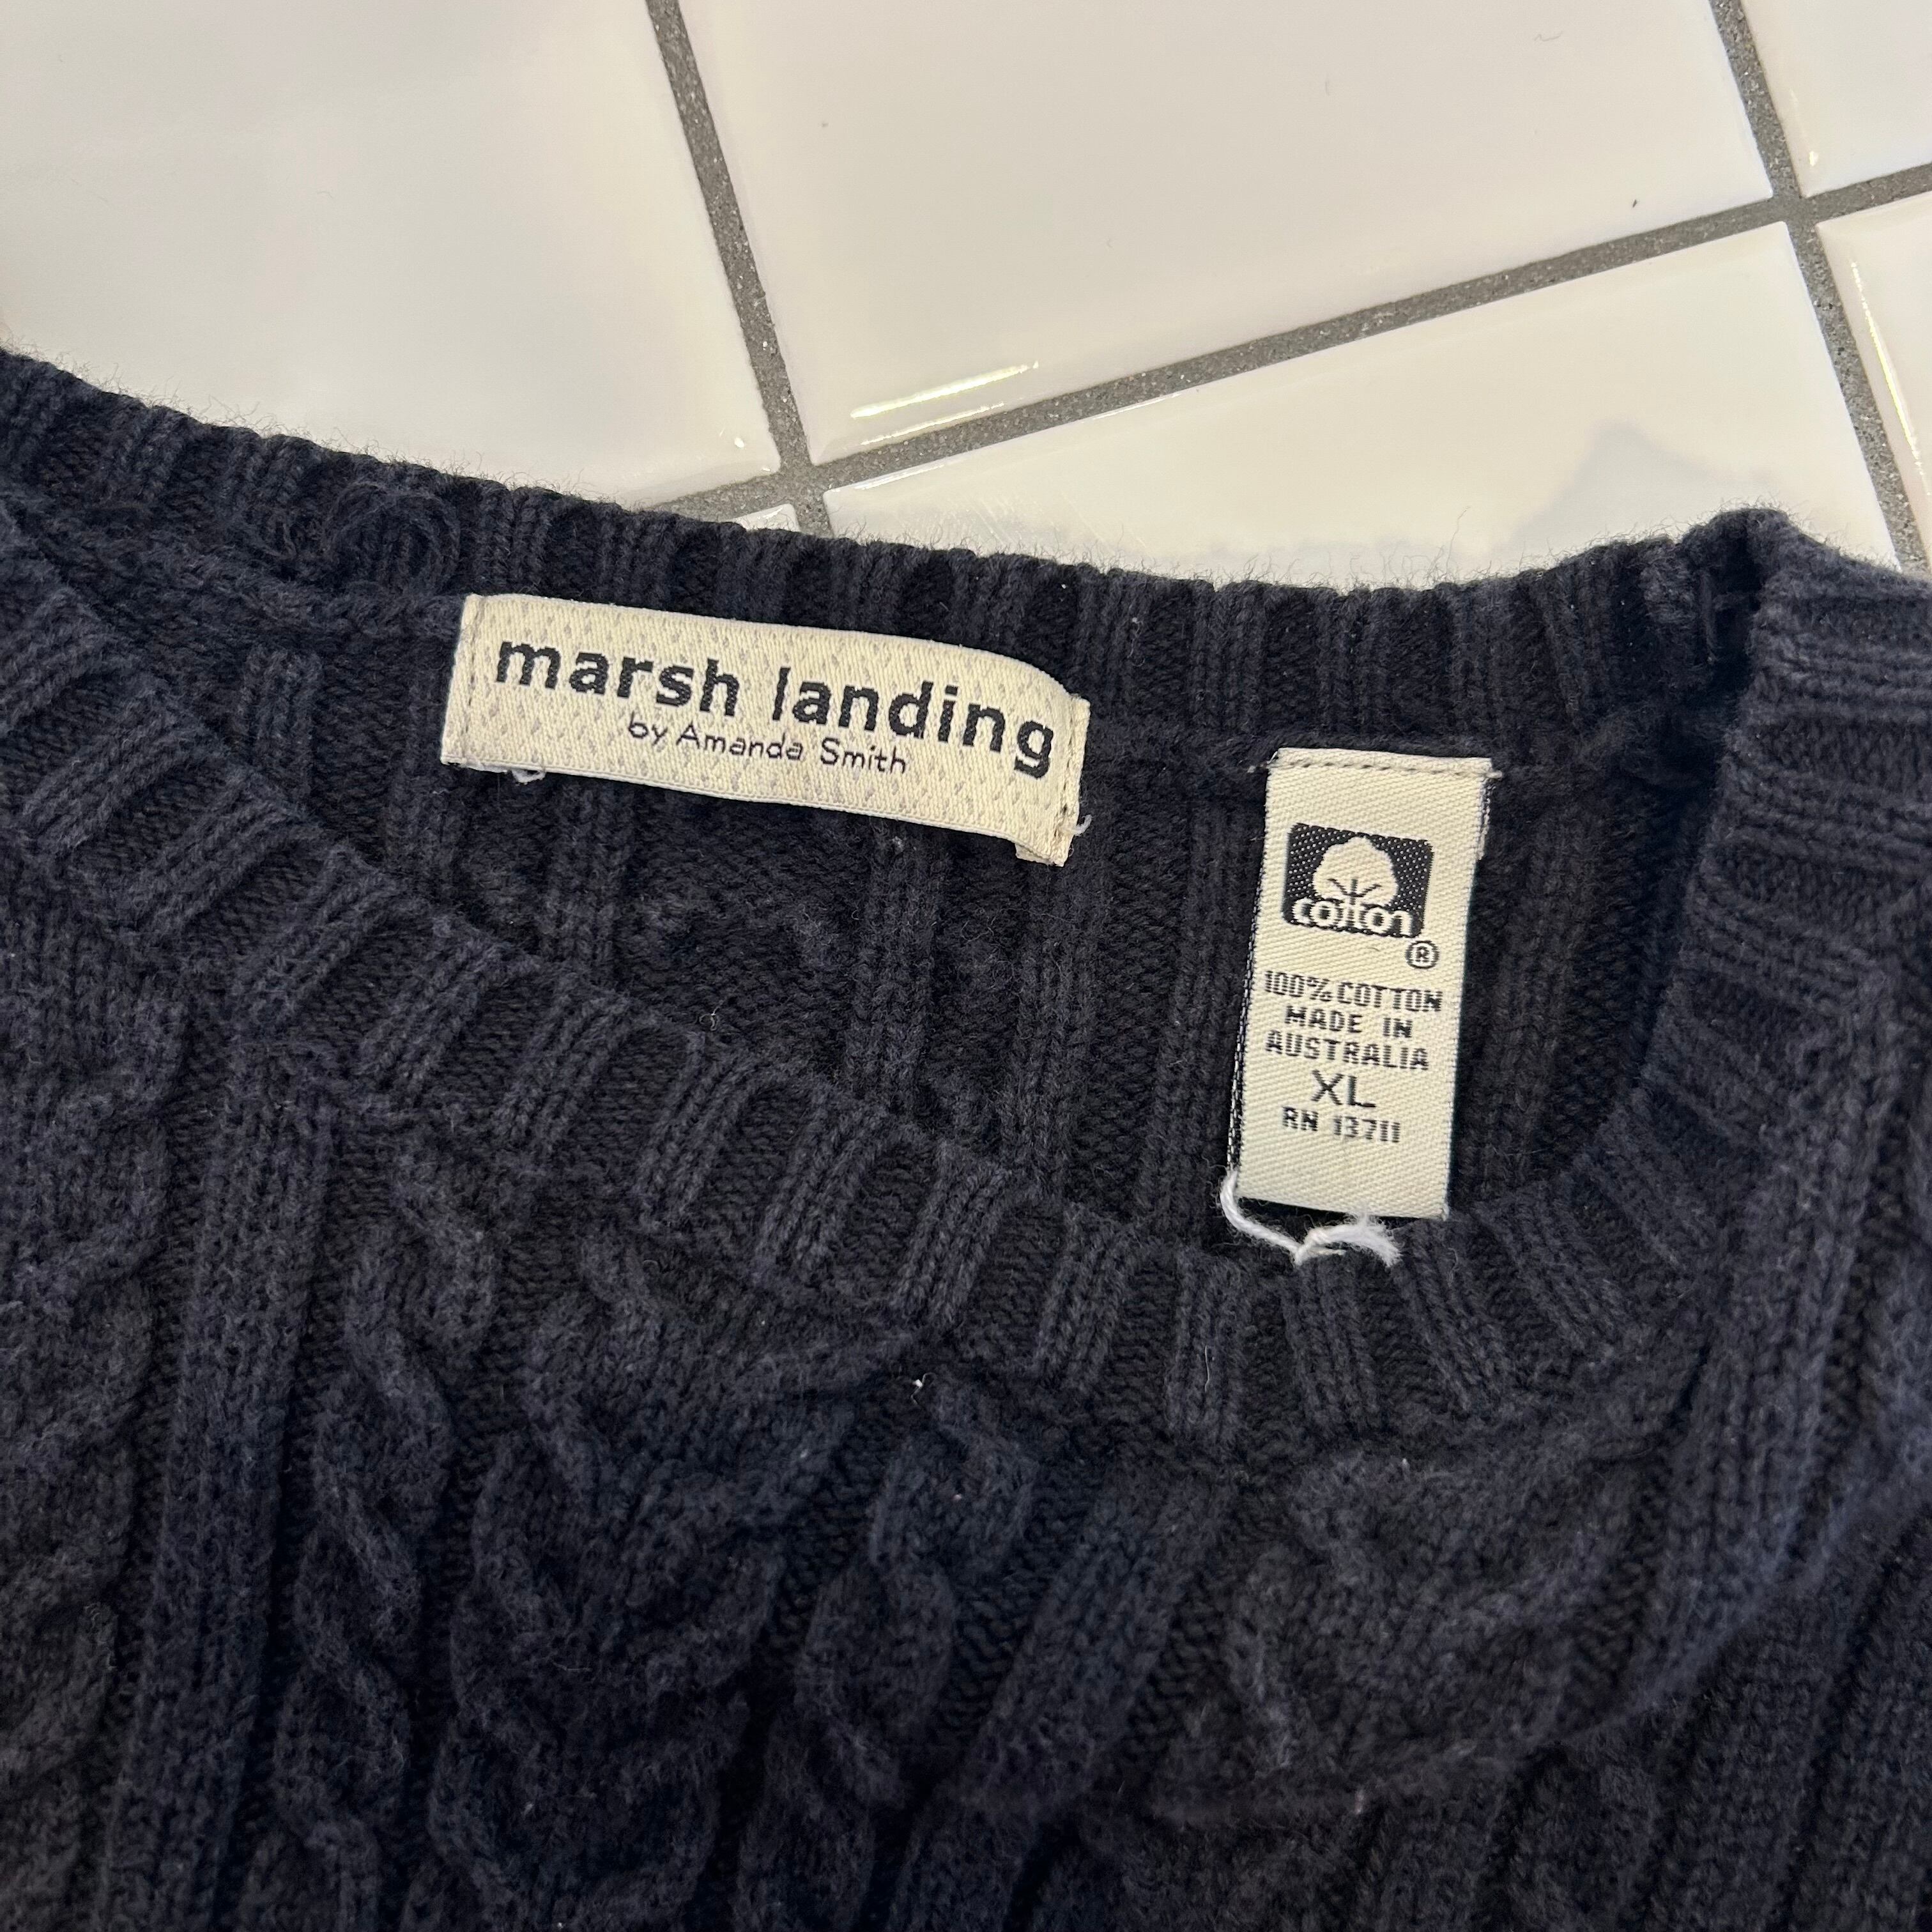 marsh landing
by Amanda Smith
cotton
®
100% COTTON
MADE IN
AUSTRALIA
XL
RN 13711